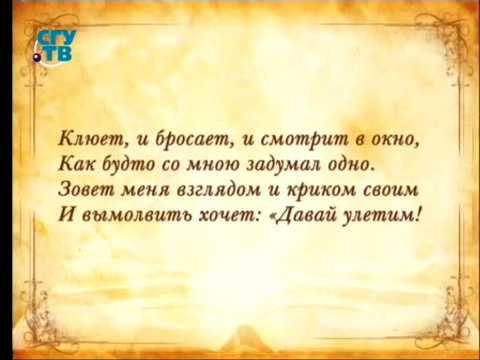 СГУ
ТВ
Клюет, и бросает, и смотрит в окно,
Как будто со мною задумал одно.
Зовет меня взглядом и криком своим
И вымолвить хочет: «Давай улетим!